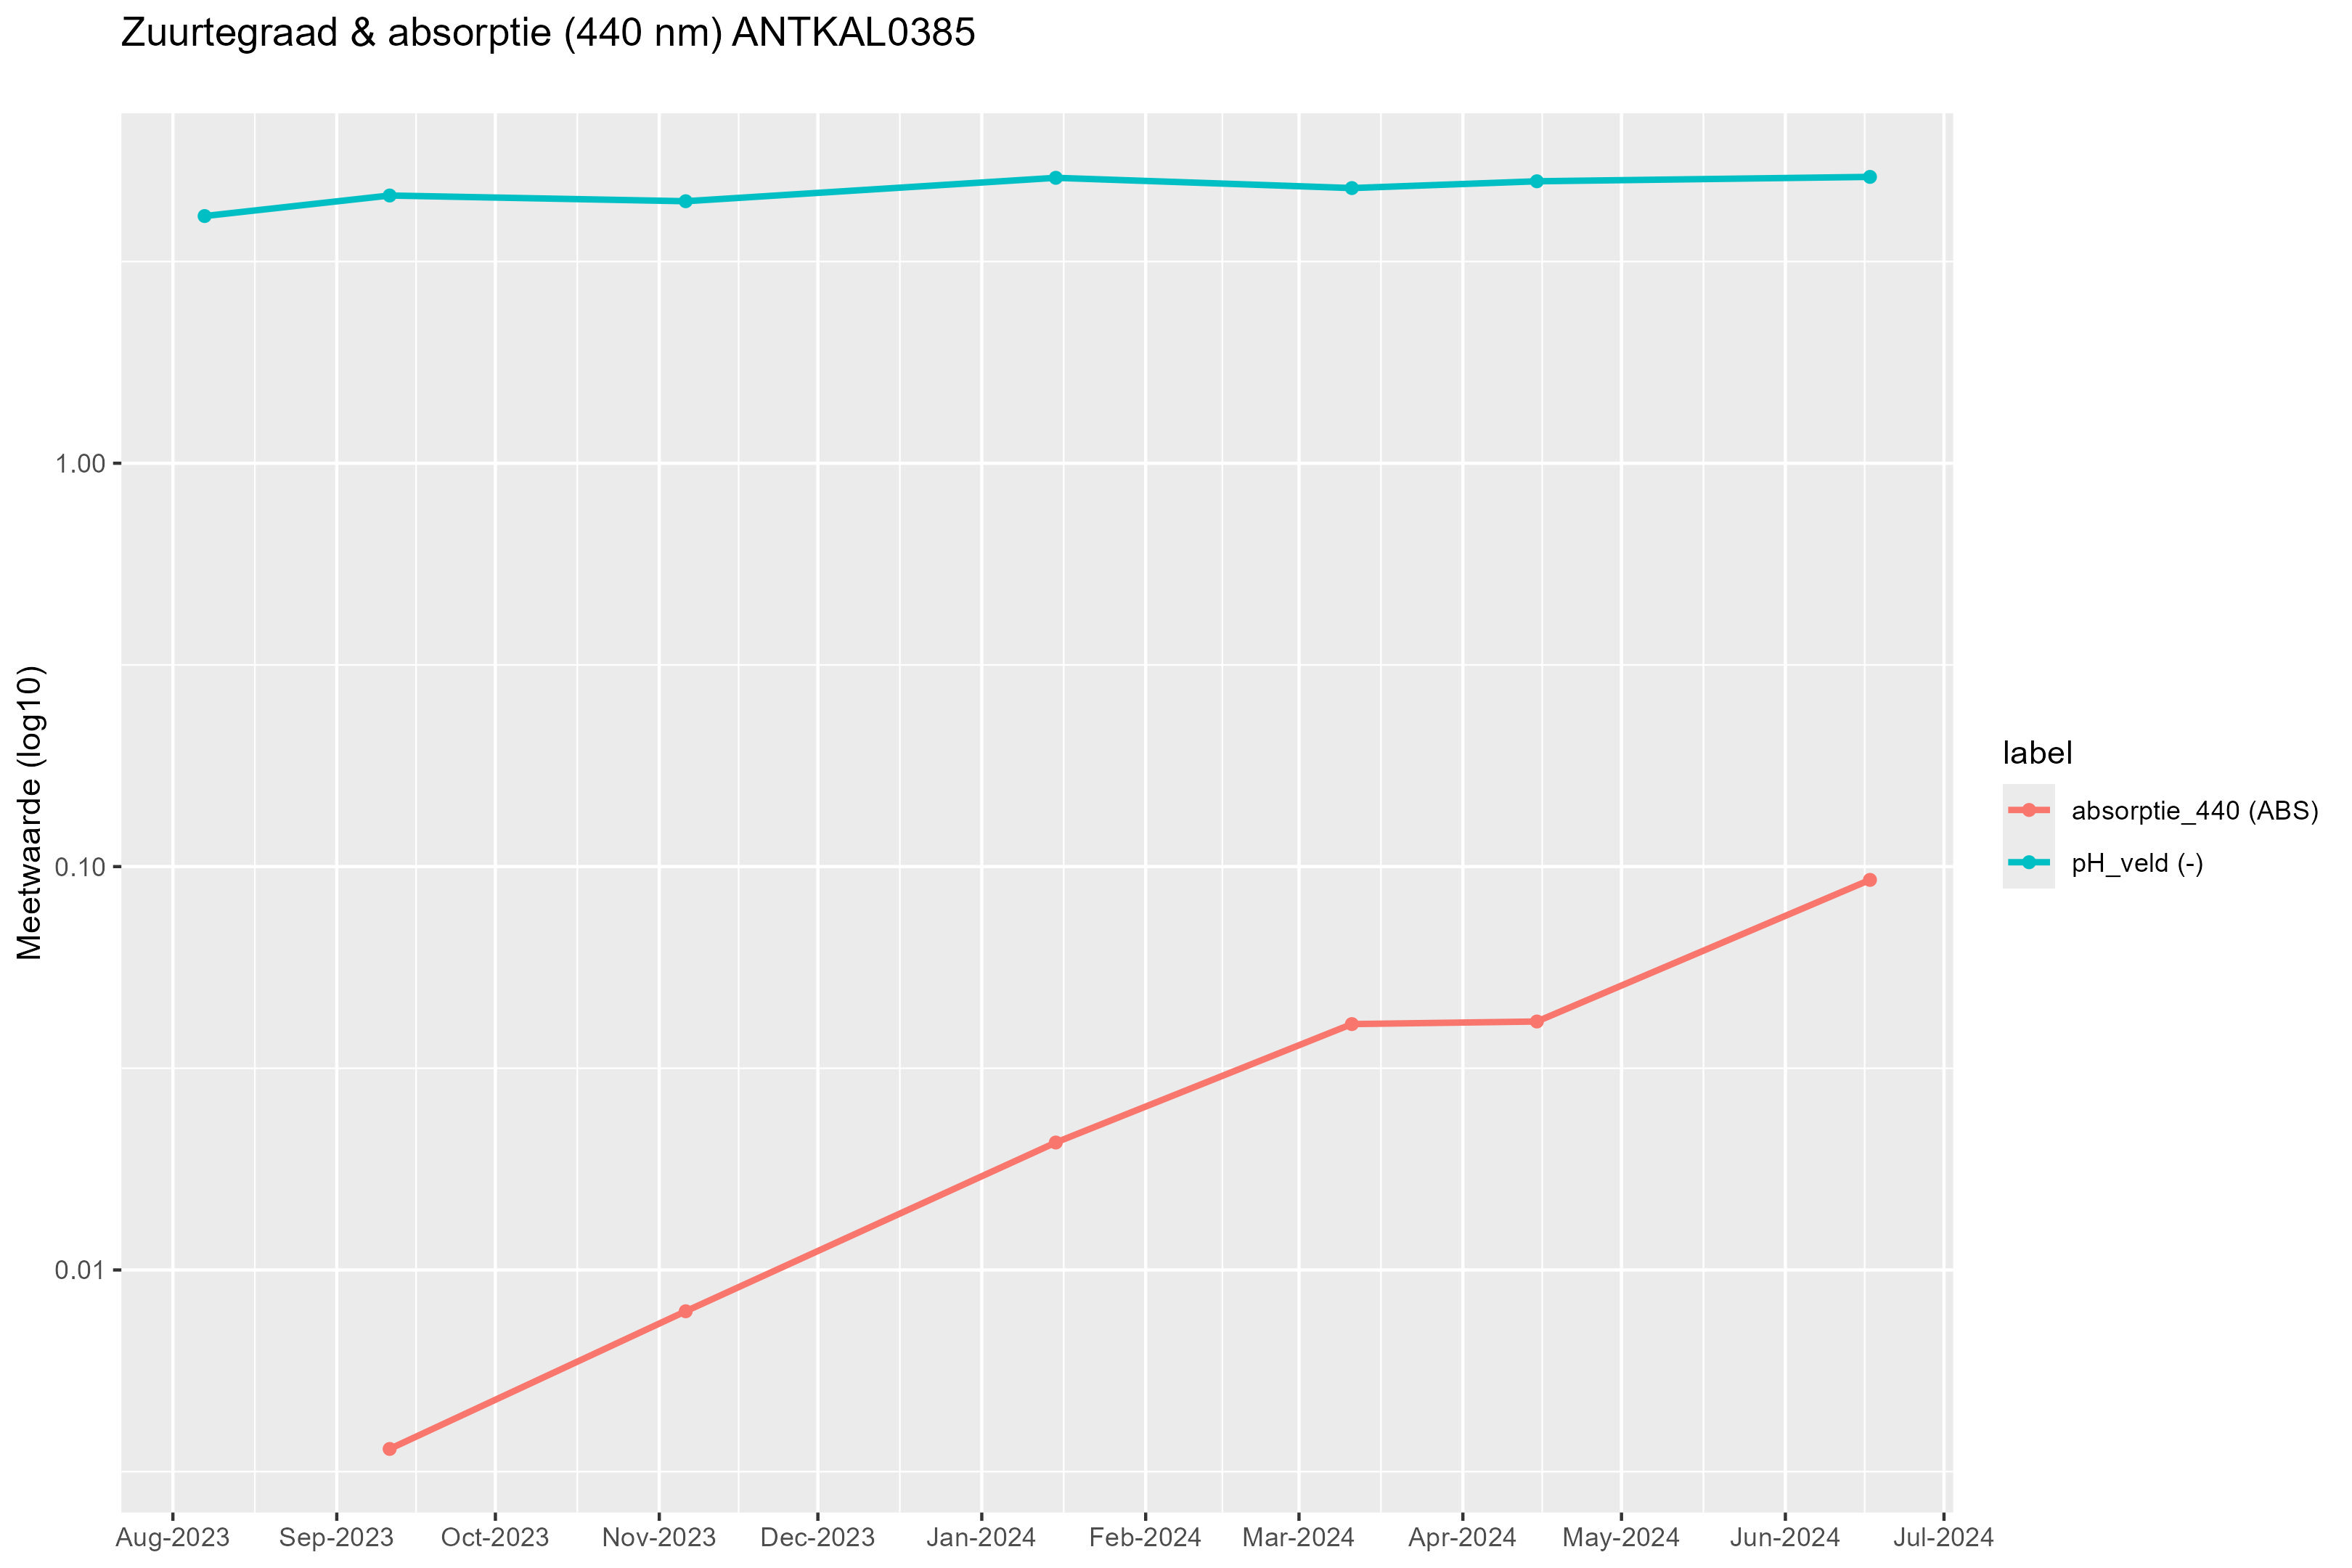 Zuurtegraad & absorptie (440 nm) ANTKAL0385
Meetwaarde (log10)
1.00
0.10
0.01
Aug-2023 Sep-2023 Oct-2023 Nov-2023 Dec-2023 Jan-2024 Feb-2024 Mar-2024 Apr-2024 May-2024 Jun-2024 Jul-2024
label
absorptie_440 (ABS)
pH_veld (-)